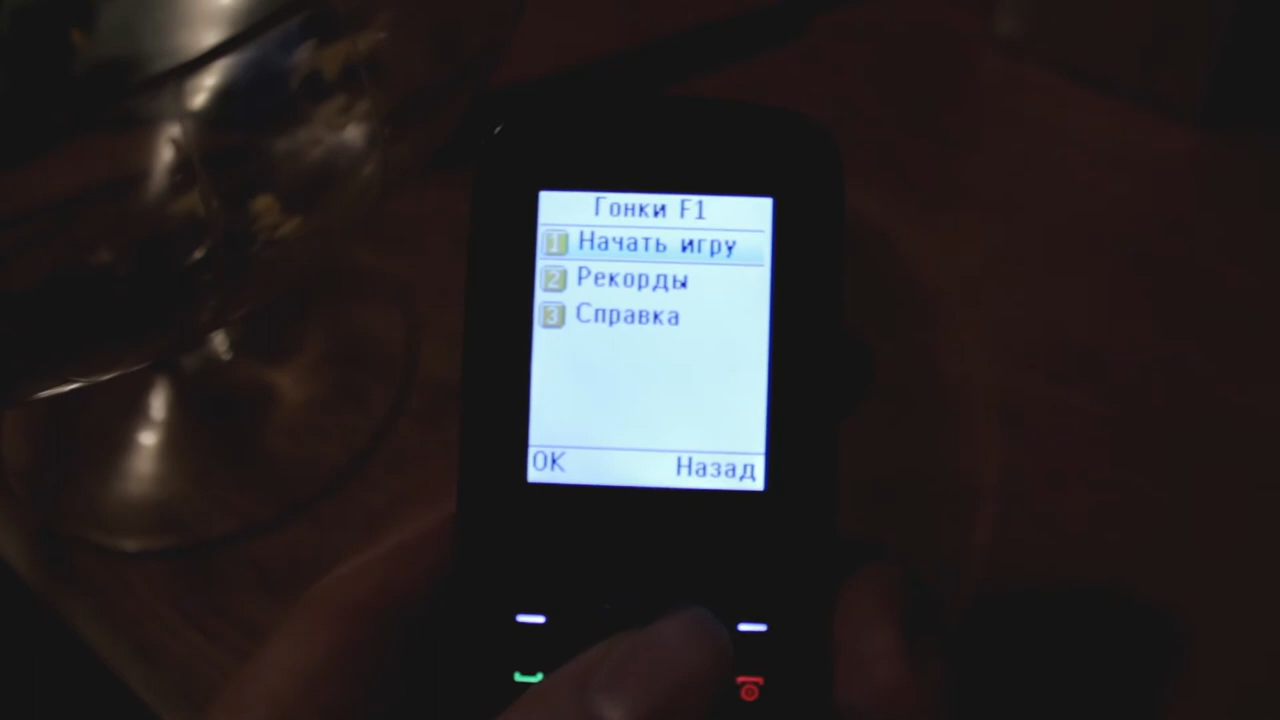 Гонки F1
1 Начать игру
2 Рекорды
3 Справка
OK Назад